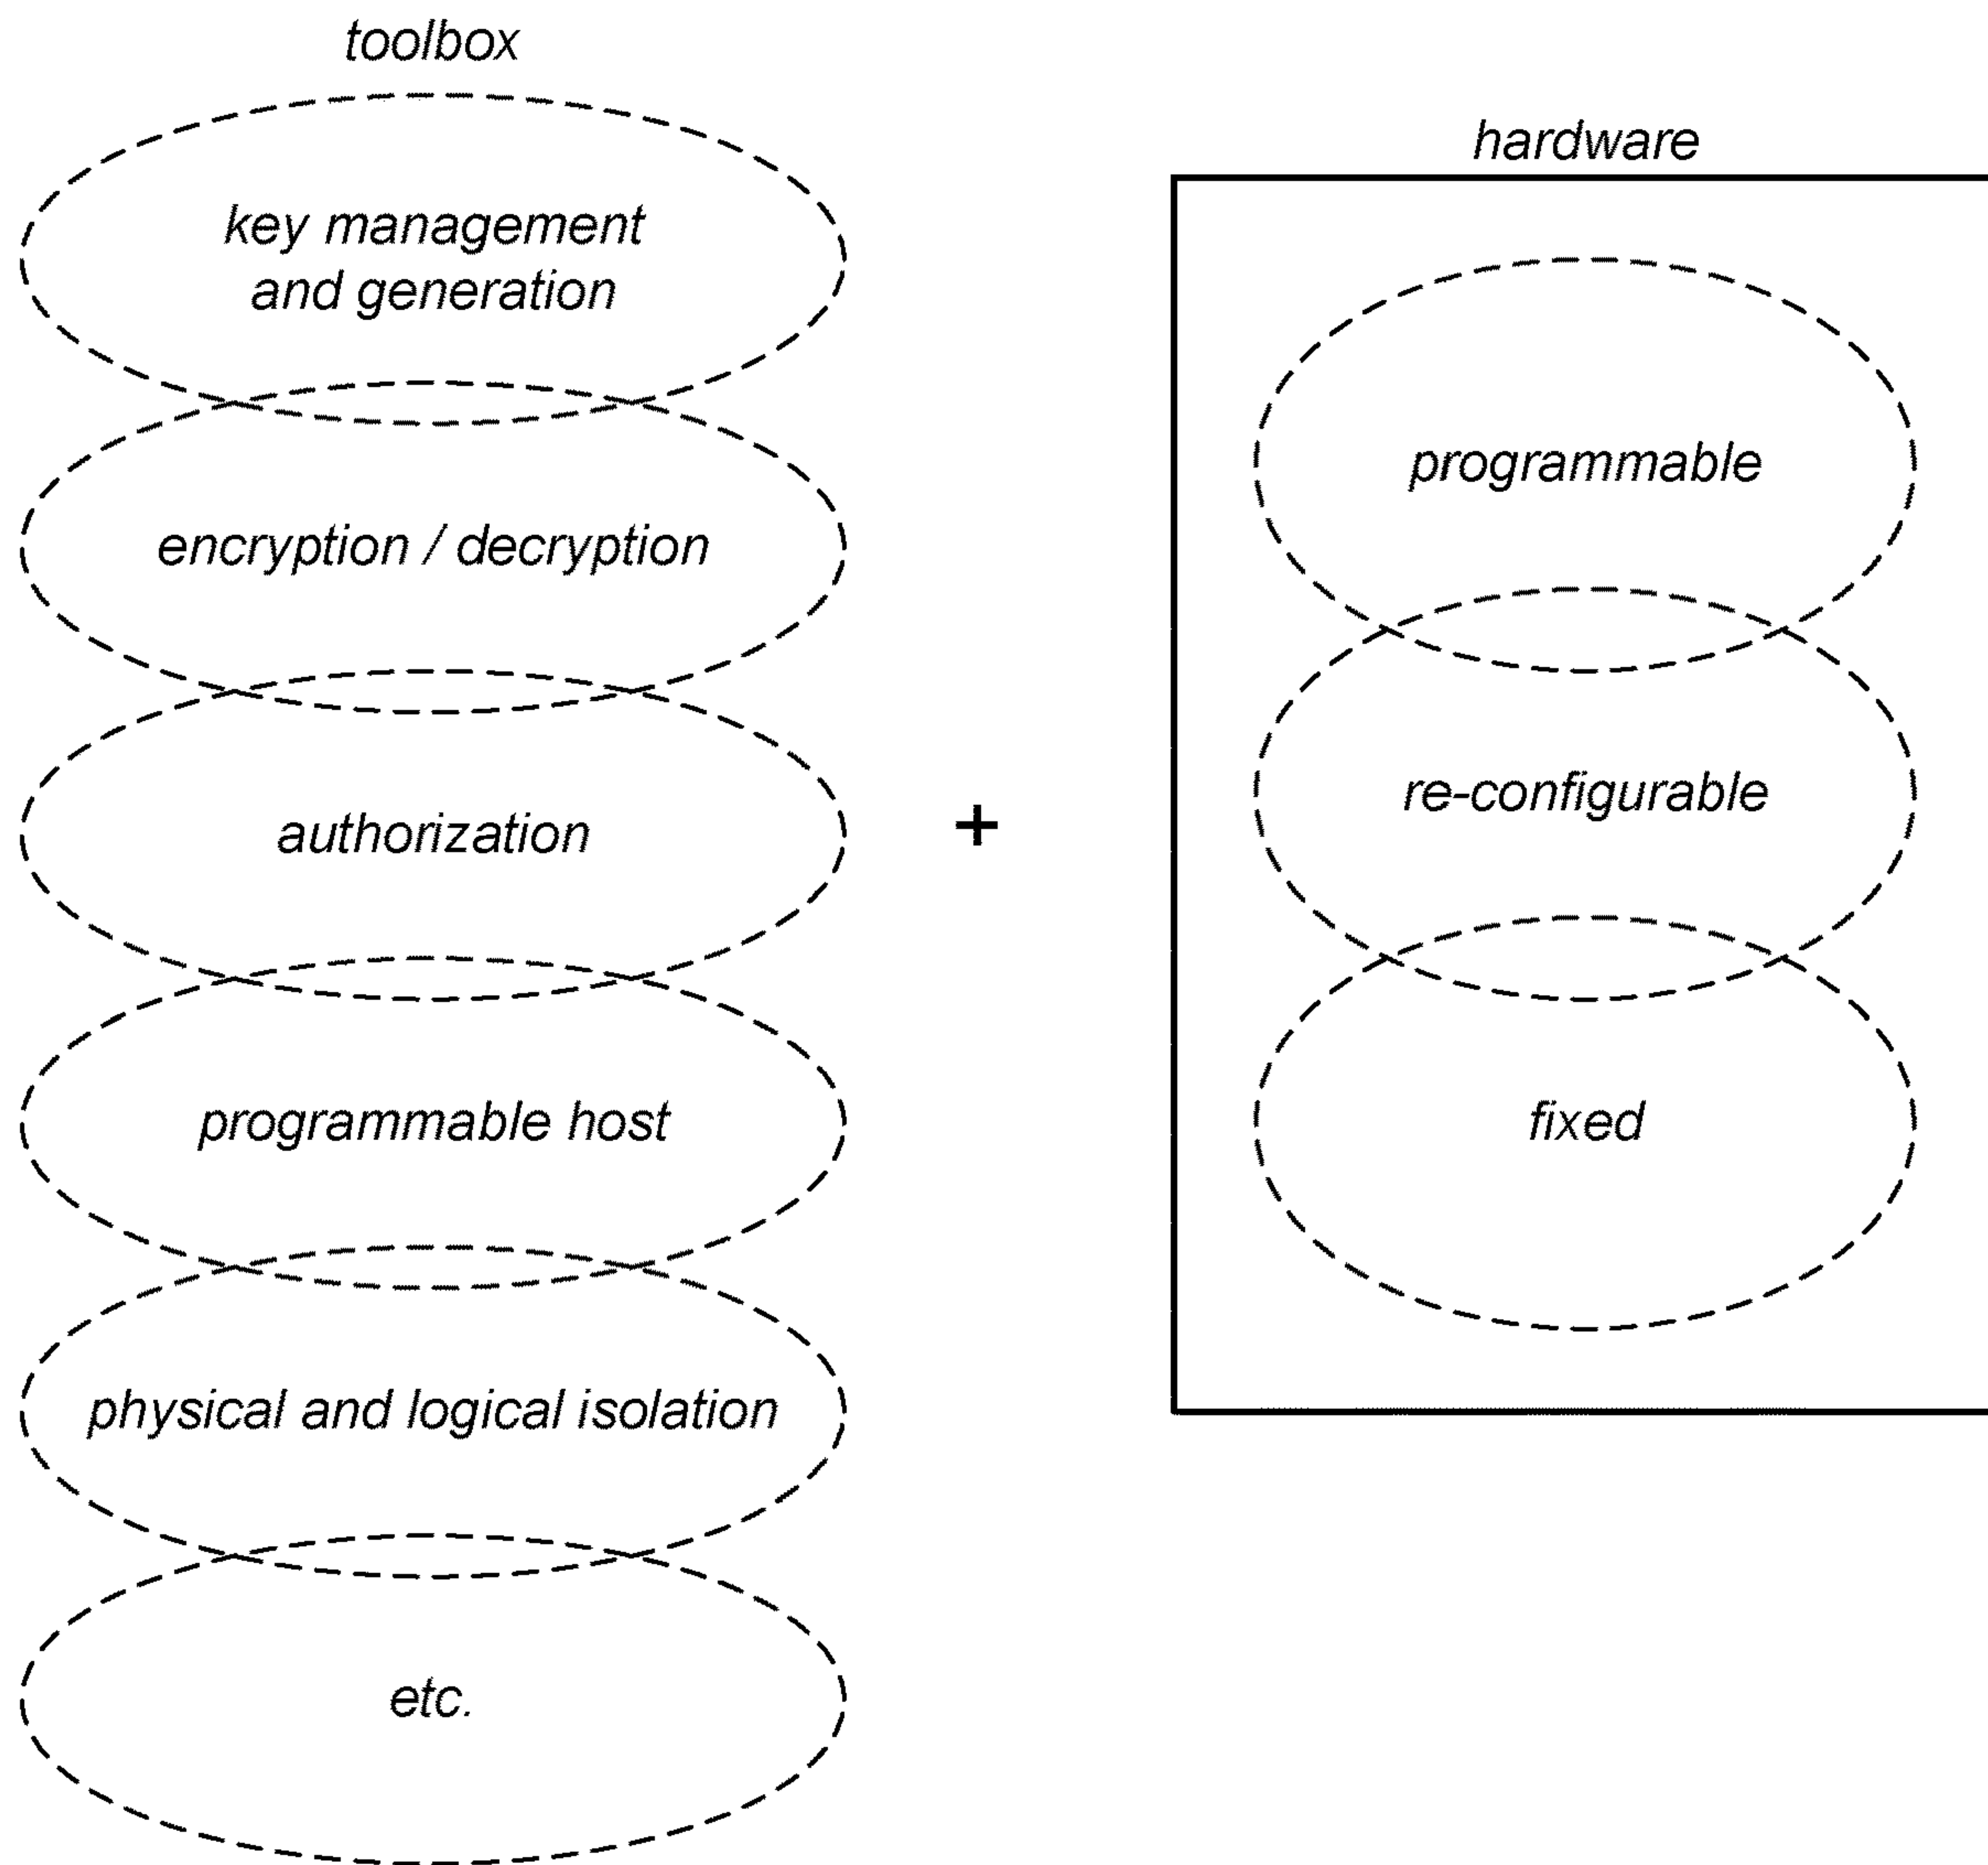 toolbox
key management
and generation
encryption / decryption
authorization
programmable host
physical and logical isolation
etc.
+
hardware
programmable
re-configurable
fixed